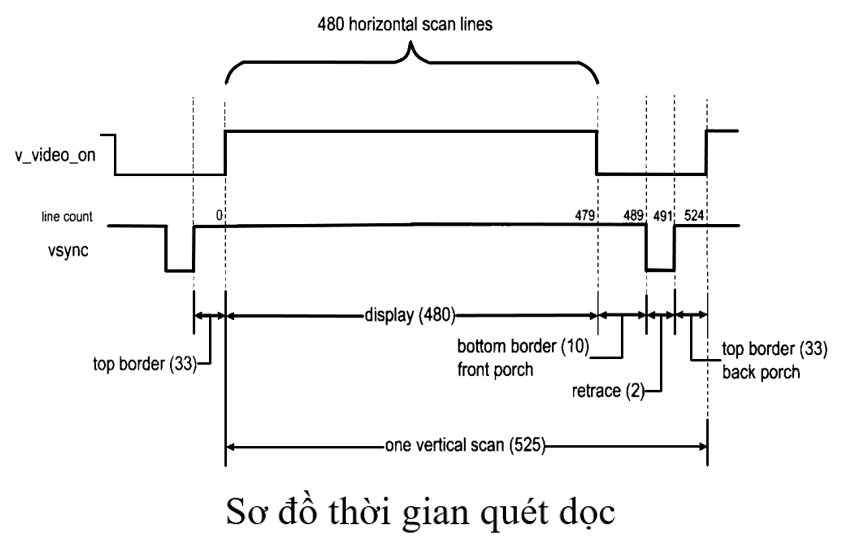 480 horizontal scan lines
v_video_on
line count
0
479
489
491
524
vsync
display (480)
top border (33)
bottom border (10)
front porch
retrace (2)
top border (33)
back porch
one vertical scan (525)
Sơ đồ thời gian quét dọc